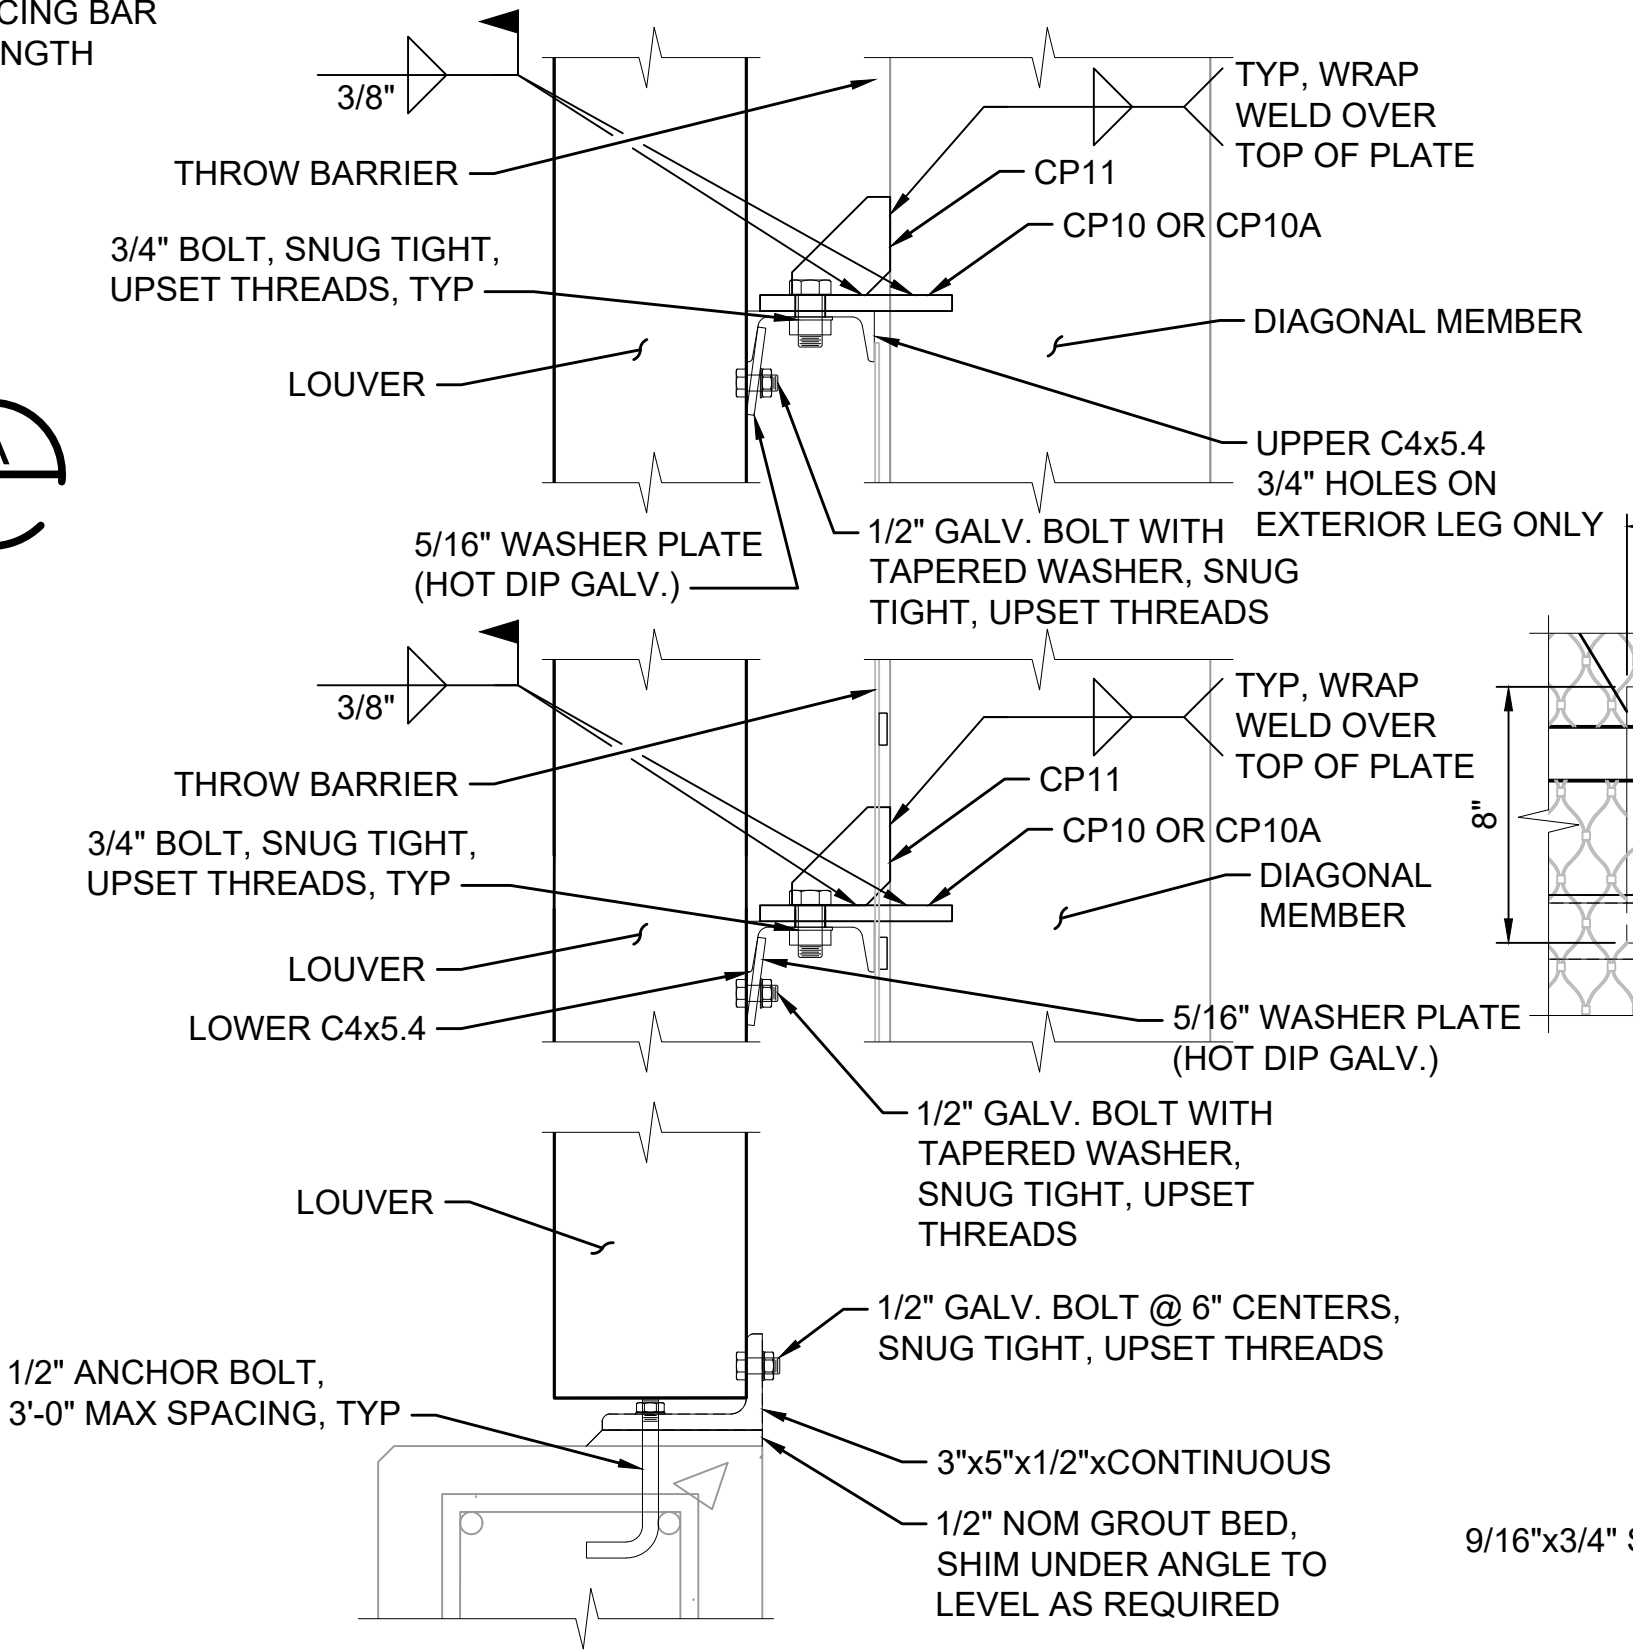 CING BAR
NGTH
3/8"
THROW BARRIER
3/4" BOLT, SNUG TIGHT,
UPSET THREADS, TYP
LOUVER
5/16" WASHER PLATE
(HOT DIP GALV.)
TYP, WRAP
WELD OVER
TOP OF PLATE
CP11
CP10 OR CP10A
DIAGONAL MEMBER
UPPER C4x5.4
3/4" HOLES ON
EXTERIOR LEG ONLY
1/2" GALV. BOLT WITH
TAPERED WASHER, SNUG
TIGHT, UPSET THREADS
3/8"
THROW BARRIER
3/4" BOLT, SNUG TIGHT,
UPSET THREADS, TYP
LOUVER
LOWER C4x5.4
TYP, WRAP
WELD OVER
TOP OF PLATE
CP11
CP10 OR CP10A
DIAGONAL
MEMBER
5/16" WASHER PLATE
(HOT DIP GALV.)
1/2" GALV. BOLT WITH
TAPERED WASHER,
SNUG TIGHT, UPSET
THREADS
8"
LOUVER
1/2" GALV. BOLT @ 6" CENTERS,
SNUG TIGHT, UPSET THREADS
1/2" ANCHOR BOLT,
3'-0" MAX SPACING, TYP
3"x5"x1/2"xCONTINUOUS
1/2" NOM GROUT BED,
SHIM UNDER ANGLE TO
LEVEL AS REQUIRED
9/16"x3/4"